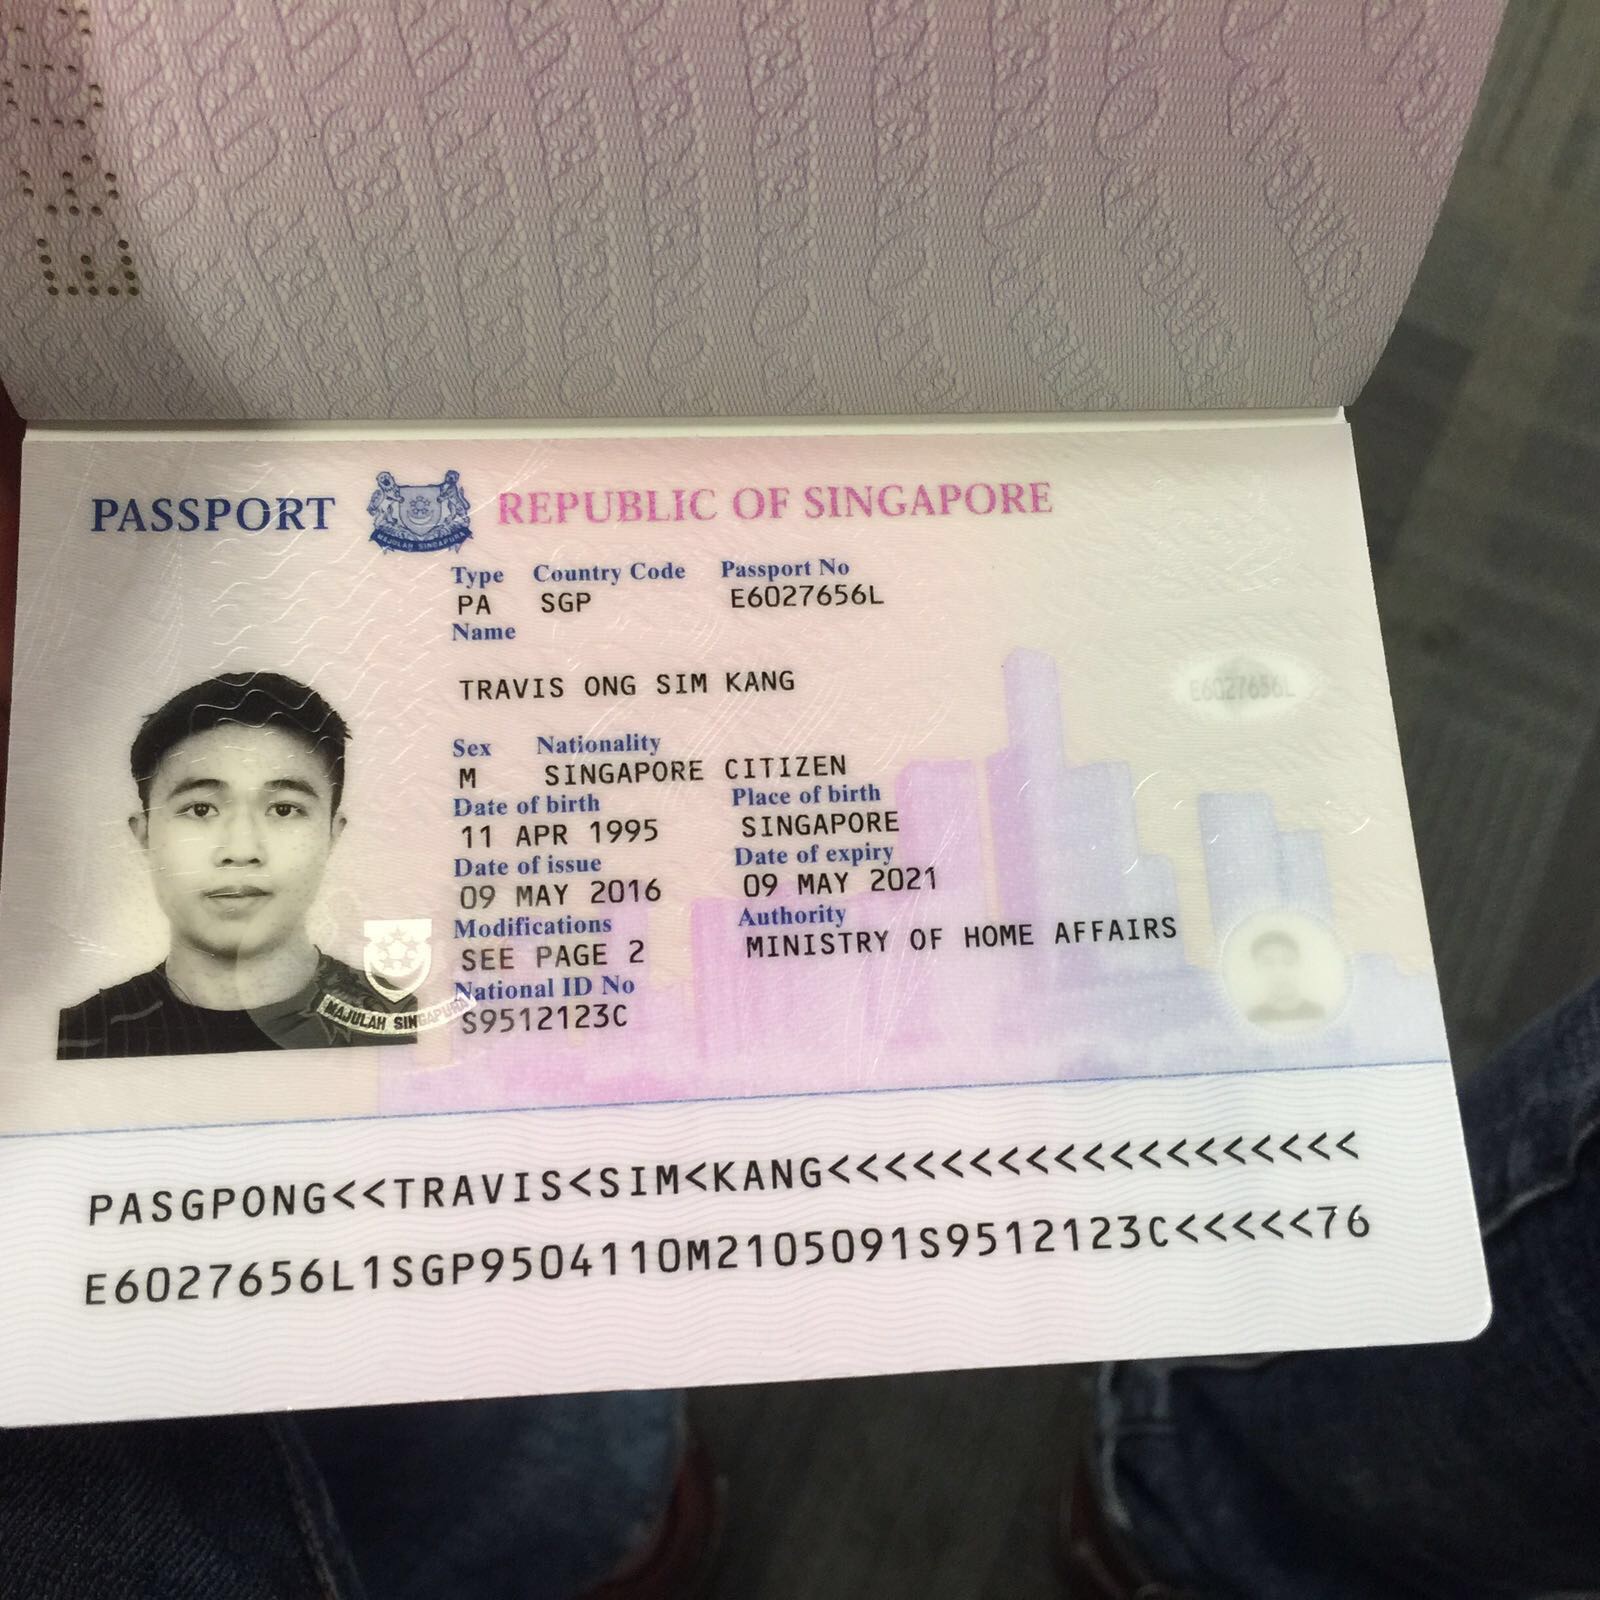 PASSPORT REPUBLIC OF SINGAPORE
MAJULAH SINGAPURA
Type Country Code Passport No
PA SGP E6027656L
Name
TRAVIS ONG SIM KANG
E6027656L
Sex Nationality
M SINGAPORE CITIZEN
Date of birth Place of birth
11 APR 1995 SINGAPORE
Date of issue Date of expiry
09 MAY 2016 09 MAY 2021
Modifications Authority
SEE PAGE 2 MINISTRY OF HOME AFFAIRS
National ID No
S9512123C
MAJULAH SINGAPURA
PASGPONG<<TRAVIS<SIM<KANG<<<<<<<<<<<<<<<<<<<
E6027656L1SGP9504110M2105091S9512123C<<<<<76